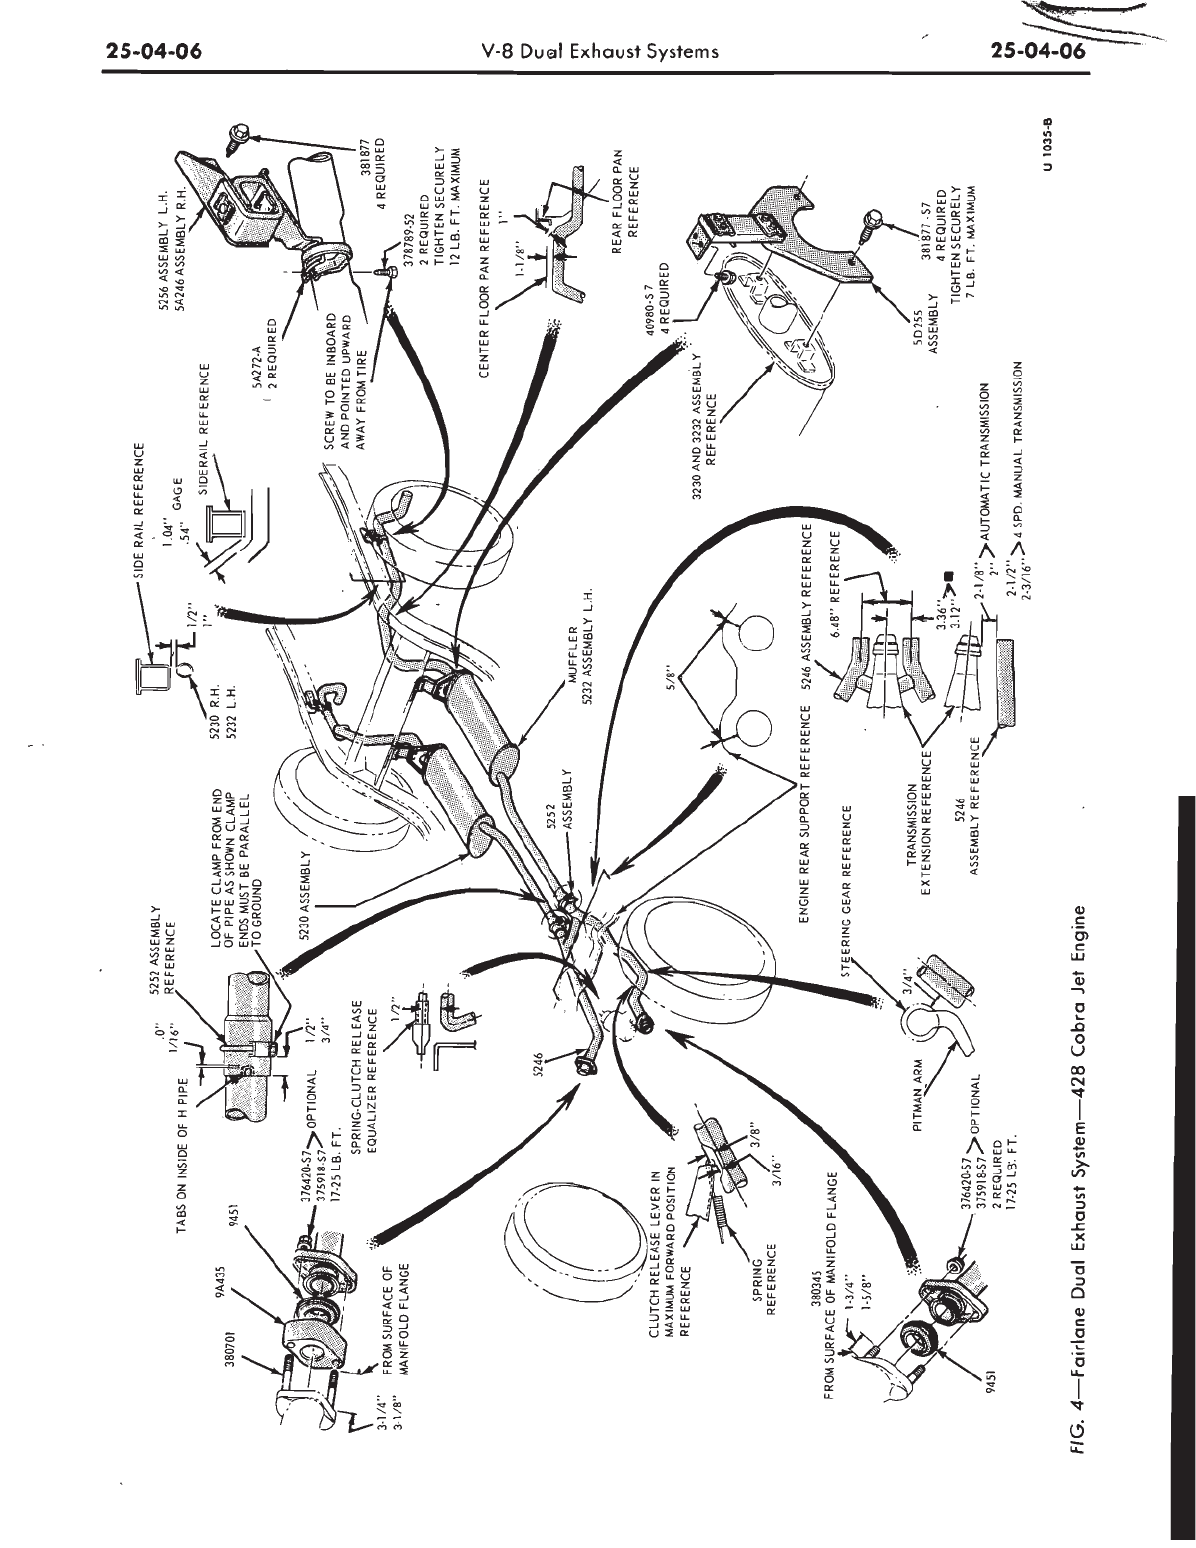 25-04-06
V-8 Dual Exhaust Systems
25-04-06
5256 ASSEMBLY L.H.
5A246 ASSEMBLY R.H.
381877
4 REQUIRED
5A272-A
2 REQUIRED
378789-S2
2 REQUIRED
TIGHTEN SECURELY
12 LB. FT. MAXIMUM
SCREW TO BE INBOARD
AND POINTED UPWARD
AWAY FROM TIRE
CENTER FLOOR PAN REFERENCE
1"
1-1/8"
REAR FLOOR PAN
REFERENCE
40980-S7
4 REQUIRED
3230 AND 3232 ASSEMBLY
REFERENCE
381877-S7
4 REQUIRED
TIGHTEN SECURELY
7 LB. FT. MAXIMUM
5D255
ASSEMBLY
U 1035-B
SIDE RAIL REFERENCE
1.04"
.54"
GAGE
SIDERAIL REFERENCE
1/2"
1"
5230 R.H.
5232 L.H.
MUFFLER
5232 ASSEMBLY L.H.
5252
ASSEMBLY
5230 ASSEMBLY
5/8"
ENGINE REAR SUPPORT REFERENCE
5246 ASSEMBLY REFERENCE
6.48" REFERENCE
3.36"
3.12"
2-1/8"
2"
AUTOMATIC TRANSMISSION
2-1/2"
2-3/16"
4 SPD. MANUAL TRANSMISSION
TRANSMISSION
EXTENSION REFERENCE
5246
ASSEMBLY REFERENCE
LOCATE CLAMP FROM END
OF PIPE AS SHOWN CLAMP
ENDS MUST BE PARALLEL
TO GROUND
5252 ASSEMBLY
REFERENCE
.0"
1/16"
1/2"
3/4"
TABS ON INSIDE OF H PIPE
SPRING-CLUTCH RELEASE
EQUALIZER REFERENCE
1/2"
5246
STEERING GEAR REFERENCE
3/4"
PITMAN ARM
376420-S7
375918-S7
OPTIONAL
17-25 LB. FT.
9451
9A435
380701
FROM SURFACE OF
MANIFOLD FLANGE
3-1/4"
3-1/8"
CLUTCH RELEASE LEVER IN
MAXIMUM FORWARD POSITION
REFERENCE
3/8"
3/16"
SPRING
REFERENCE
380345
FROM SURFACE OF MANIFOLD FLANGE
1-3/4"
1-5/8"
376420-S7
375918-S7
OPTIONAL
2 REQUIRED
17-25 LB. FT.
9451
FIG. 4—Fairlane Dual Exhaust System—428 Cobra Jet Engine